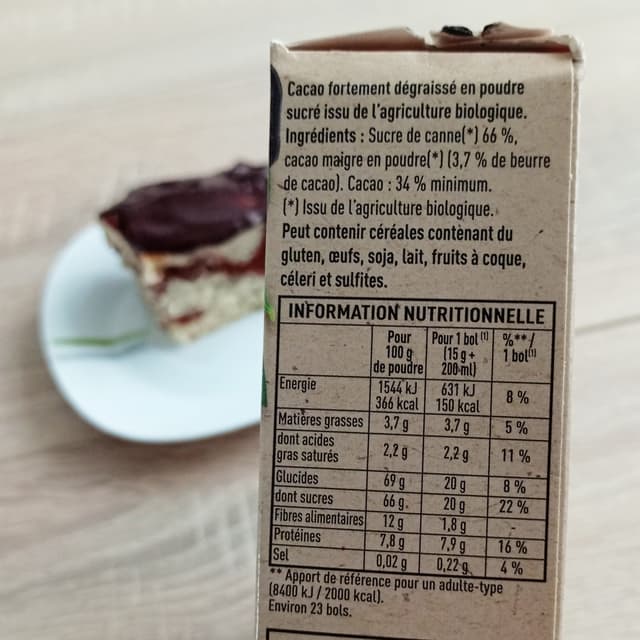 Cacao fortement dégraissé en poudre
sucré issu de l'agriculture biologique.
Ingrédients : Sucre de canne(*) 66 %,
cacao maigre en poudre(*) (3,7 % de beurre
de cacao). Cacao : 34 % minimum.
(*) Issu de l'agriculture biologique.
Peut contenir céréales contenant du
gluten, œufs, soja, lait, fruits à coque,
céleri et sulfites.
INFORMATION NUTRITIONNELLE
Pour 100 g de poudre | Pour 1 bol (1) (15 g + 200 ml) | %** / 1 bol(1)
Energie 1544 kJ 366 kcal 631 kJ 150 kcal 8 %
Matières grasses 3,7 g 3,7 g 5 %
dont acides gras saturés 2,2 g 2,2 g 11 %
Glucides 69 g 20 g 8 %
dont sucres 66 g 20 g 22 %
Fibres alimentaires 12 g 1,8 g -
Protéines 7,8 g 7,9 g 16 %
Sel 0,02 g 0,22 g 4 %
** Apport de référence pour un adulte-type
(8400 kJ / 2000 kcal).
Environ 23 bols.